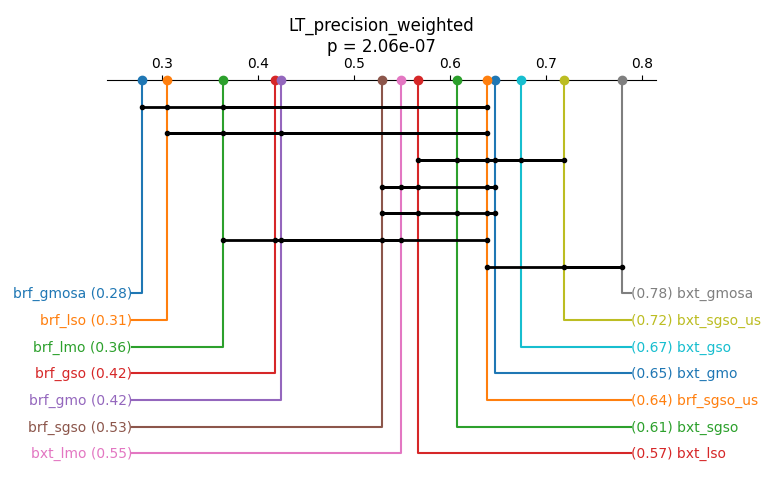 LT_precision_weighted
p = 2.06e-07
0.3 0.4 0.5 0.6 0.7 0.8
brf_gmosa (0.28) (0.78) bxt_gmosa
brf_lso (0.31) (0.72) bxt_sgso_us
brf_lmo (0.36) (0.67) bxt_gso
brf_gso (0.42) (0.65) bxt_gmo
brf_gmo (0.42) (0.64) brf_sgso_us
brf_sgso (0.53) (0.61) bxt_sgso
bxt_lmo (0.55) (0.57) bxt_lso